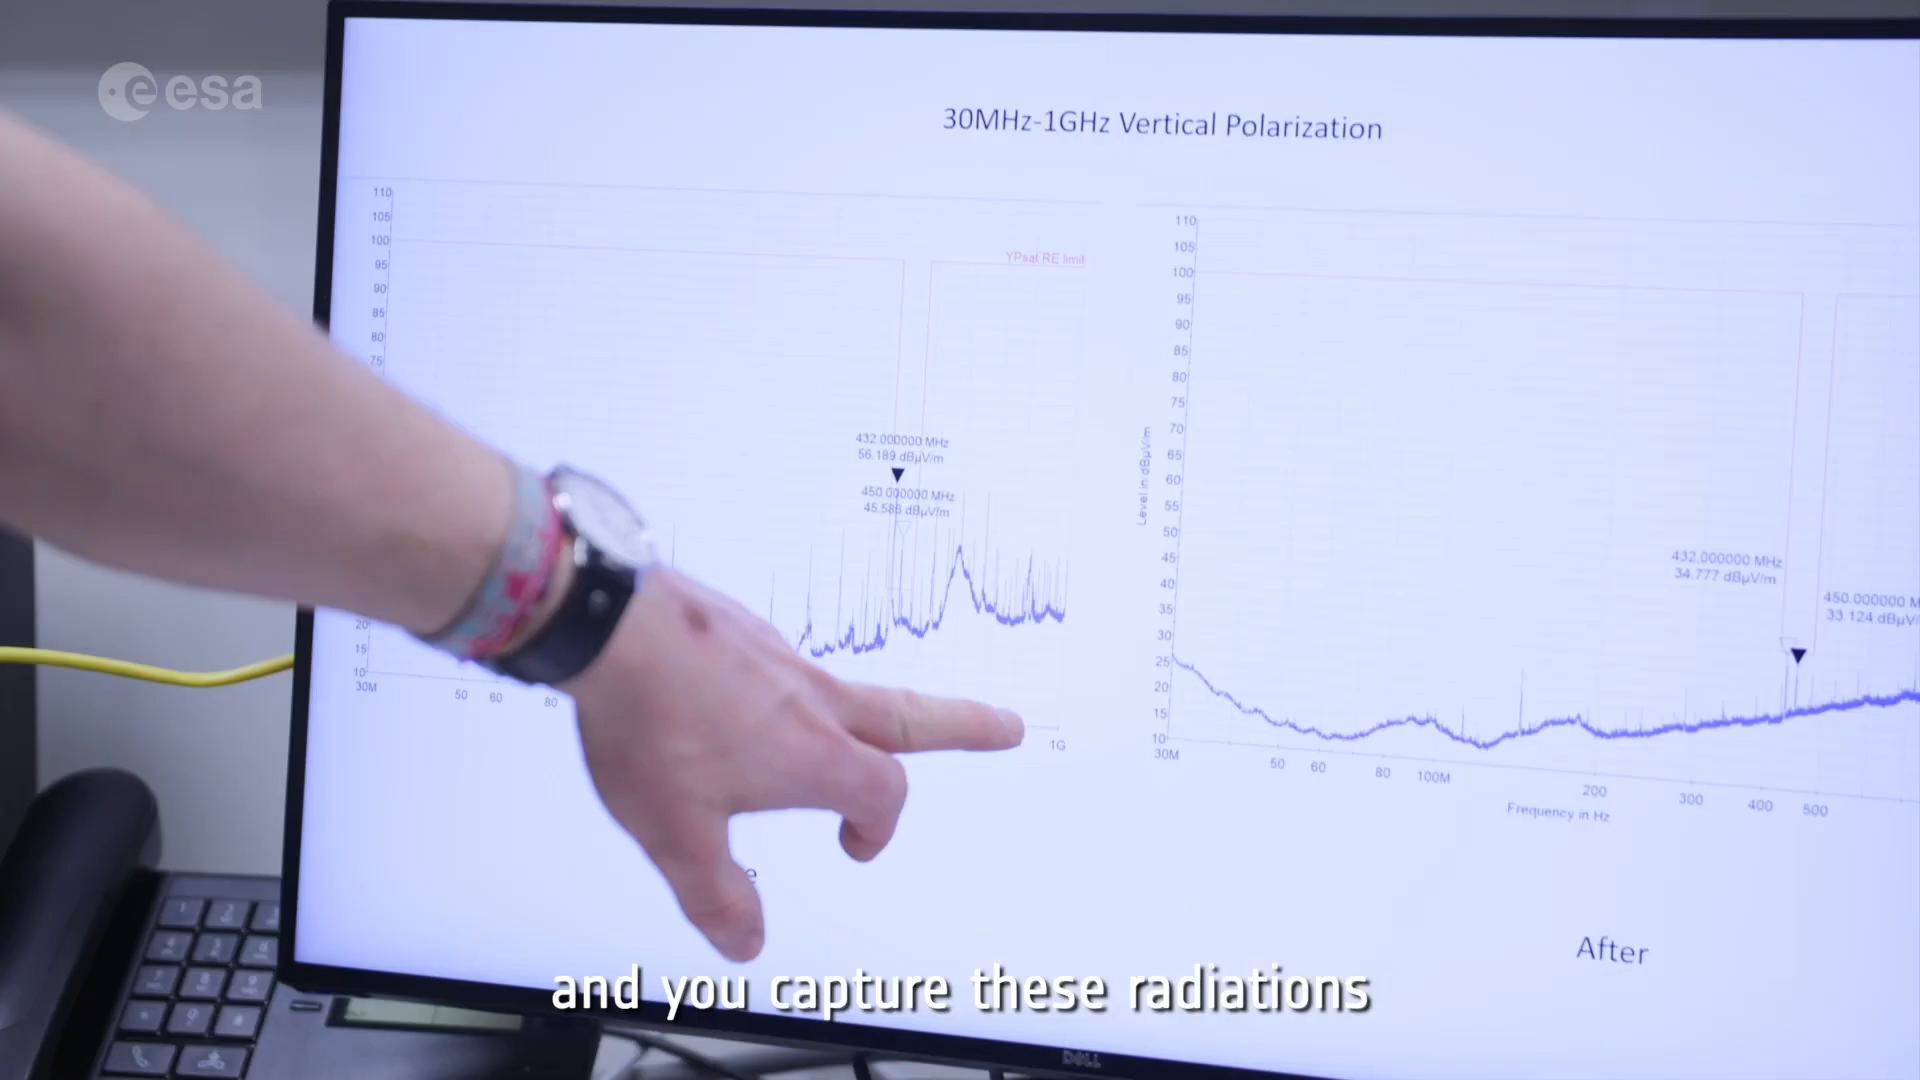 esa
30MHz-1GHz Vertical Polarization
110
105
100
95
90
85
80
75
20
15
10
30M
50
60
80
1G
YPsat RE limit
432.000000 MHz
56.189 dBµV/m
450.000000 MHz
45.586 dBµV/m
110
105
100
95
90
85
80
75
70
65
60
55
50
45
40
35
30
25
20
15
10
Level in dBµV/m
432.000000 MHz
34.777 dBµV/m
450.000000 M
33.124 dBµV/
30M
50
60
80
100M
200
300
400
500
Frequency in Hz
e
After
and you capture these radiations
DELL